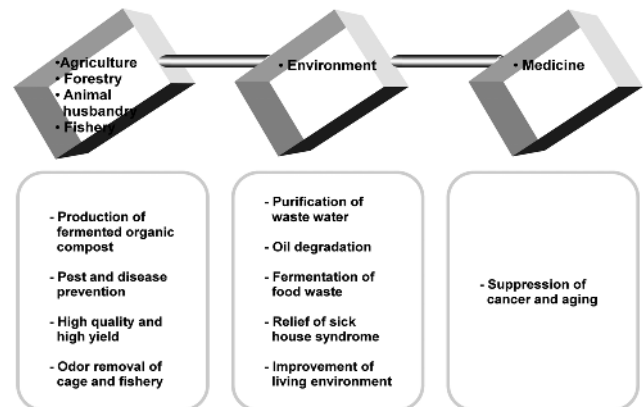 •Agriculture
• Forestry
• Animal
husbandry
• Fishery
• Environment
• Medicine
- Production of
fermented organic
compost
- Pest and disease
prevention
- High quality and
high yield
- Odor removal of
cage and fishery
- Purification of
waste water
- Oil degradation
- Fermentation of
food waste
- Relief of sick
house syndrome
- Improvement of
living environment
- Suppression of
cancer and aging